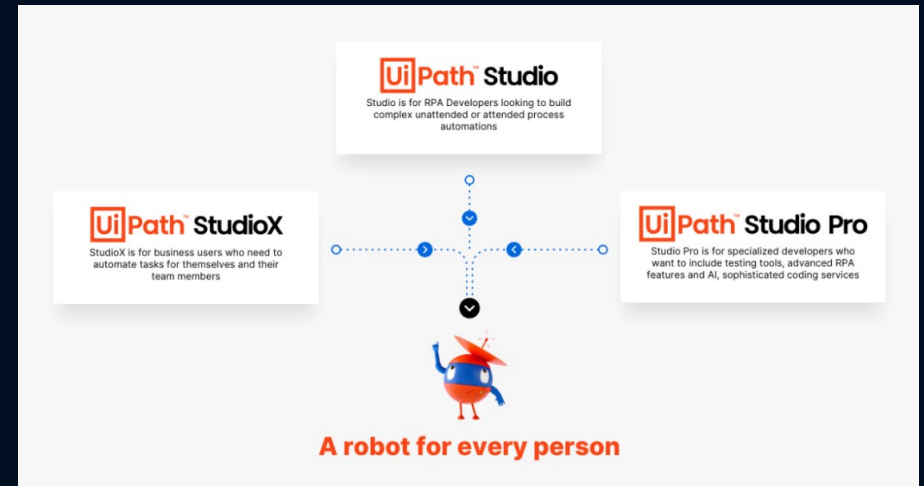 UiPath™ Studio
Studio is for RPA Developers looking to build
complex unattended or attended process
automations
UiPath™ StudioX
StudioX is for business users who need to
automate tasks for themselves and their
team members
UiPath™ Studio Pro
Studio Pro is for specialized developers who
want to include testing tools, advanced RPA
features and AI, sophisticated coding services
A robot for every person